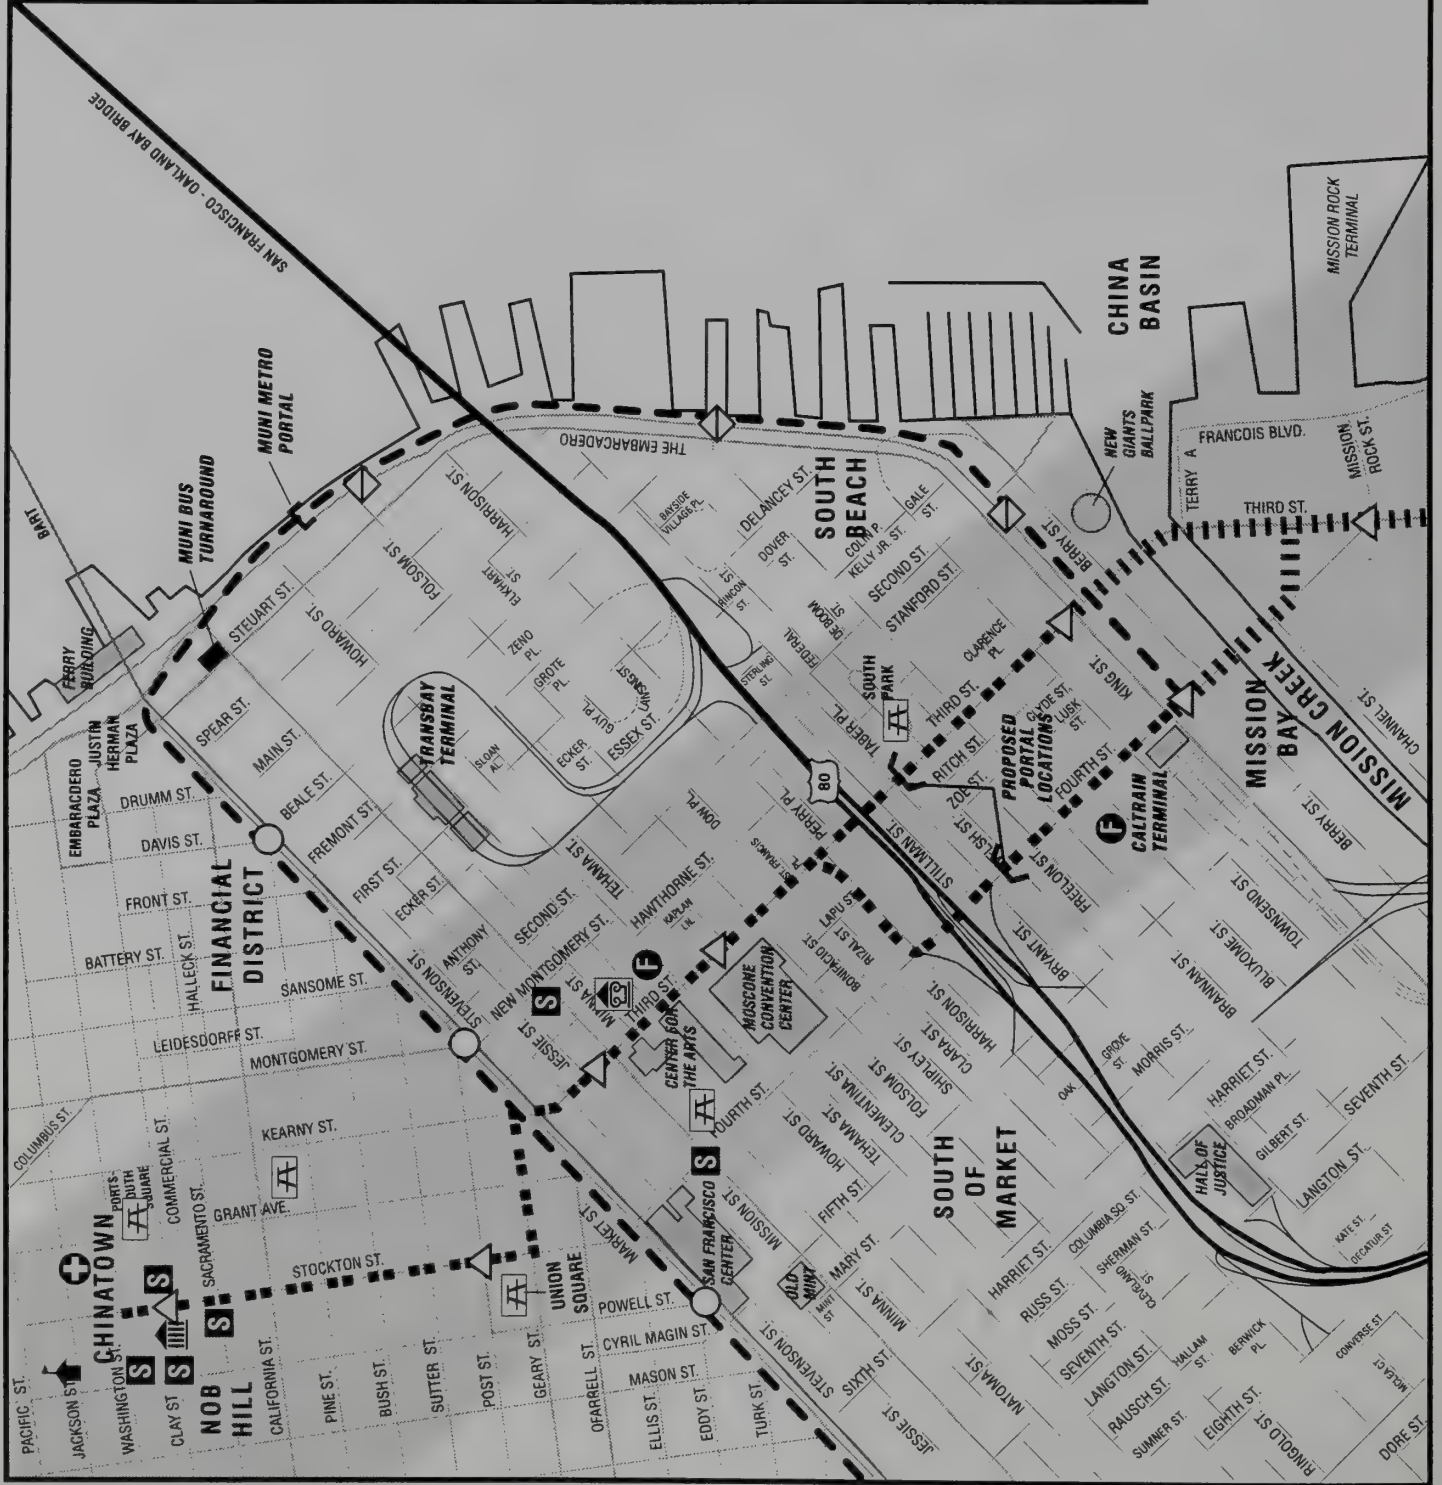 SAN FRANCISCO - OAKLAND BAY BRIDGE
BART
MUNI METRO
PORTAL
MUNI BUS
TURNAROUND
FERRY
BUILDING
EMBARACDERO
PLAZA
JUSTIN
HERMAN
PLAZA
STEUART ST.
SPEAR ST.
MAIN ST.
BEALE ST.
FREMONT ST.
FIRST ST.
ECKER ST.
HOWARD ST.
FOLSOM ST.
HARRISON ST.
THE EMBARCADERO
DRUMM ST.
DAVIS ST.
FRONT ST.
BATTERY ST.
HALLECK ST.
SANSOME ST.
LEIDESDORFF ST.
MONTGOMERY ST.
COLUMBUS ST.
KEARNY ST.
COMMERCIAL ST.
SACRAMENTO ST.
GRANT AVE.
STOCKTON ST.
FINANCIAL
DISTRICT
TRANSBAY
TERMINAL
ELKHART
ST.
ZENO
PL.
GROTE
PL.
GUY PL.
LANSING ST.
ESSEX ST.
ECKER
ST.
SLOAN
AL.
BAYSIDE
VILLAGE PL.
DELANCEY ST.
DOVER
ST.
RINCON
ST.
COLIN P.
KELLY JR. ST.
GALE
ST.
SOUTH
BEACH
SECOND ST.
STANFORD ST.
DE BOOM
ST.
FEDERAL
ST
STERLING
ST.
TABER PL.
SOUTH
PARK
CLARENCE
PL.
THIRD ST.
RITCH ST.
ZOE ST.
CLYDE ST.
LUSK
ST.
KING ST.
BERRY ST.
FOURTH ST.
PROPOSED
PORTAL
LOCATIONS
WELSH ST.
FREELON ST.
STILLMAN ST.
BRYANT ST.
80
PERRY PL.
DOW PL.
ST. FRANCIS
PL.
F
CALTRAIN
TERMINAL
CHINA
BASIN
NEW
GIANTS
BALLPARK
MISSION ROCK
TERMINAL
TERRY A
FRANCOIS BLVD.
MISSION
ROCK ST.
THIRD ST.
MISSION CREEK
CHANNEL ST.
MISSION
BAY
BERRY ST.
TOWNSEND ST.
BLUXOME ST.
BRANNAN ST.
STEVENSON ST.
ANTHONY
ST.
JESSIE ST
SECOND ST.
NEW MONTGOMERY ST.
MINNA ST
TEHAMA ST.
HAWTHORNE ST.
KAPLAN
LN.
THIRD ST.
S
F
CENTER FOR
THE ARTS
MOSCONE
CONVENTION
CENTER
LAPU ST
RIZAL ST
BONIFACIO ST.
FOURTH ST.
HARRISON ST.
CLARA ST.
SHIPLEY ST.
FOLSOM ST.
CLEMENTINA ST.
TEHAMA ST
HOWARD ST.
FIFTH ST.
MISSION ST.
MARY ST.
MINNA ST.
NATOMA ST.
S
SAN FRANCISCO
CENTER
OLD
MINT
MINT
ST
MARKET ST.
STEVENSON ST.
SIXTH ST.
JESSIE ST
SOUTH
OF
MARKET
OAK
GROVE
ST.
MORRIS ST.
HARRIET ST.
BROADMAN PL.
GILBERT ST.
SEVENTH ST.
LANGTON ST.
HALL OF
JUSTICE
KATE ST.
DECATUR ST
CONVERSE ST.
DORE ST.
COLUMBIA SQ. ST.
SHERMAN ST.
CLEVELAND
ST
HARRIET ST.
RUSS ST.
MOSS ST.
SEVENTH ST.
LANGTON ST.
RAUSCH ST.
SUMNER ST.
HALLAM
ST.
BERWICK
PL.
EIGHTH ST.
RINGOLD ST
CHINATOWN
PORTS-
OUTH
SQUARE
S
S
S
S
NOB
HILL
PACIFIC ST.
JACKSON ST.
WASHINGTON ST.
CLAY ST
CALIFORNIA ST.
PINE ST.
BUSH ST.
SUTTER ST.
POST ST.
GEARY ST.
OFARRELL ST.
ELLIS ST.
EDDY ST.
TURK ST.
UNION
SQUARE
POWELL ST.
CYRIL MAGIN ST.
MASON ST.